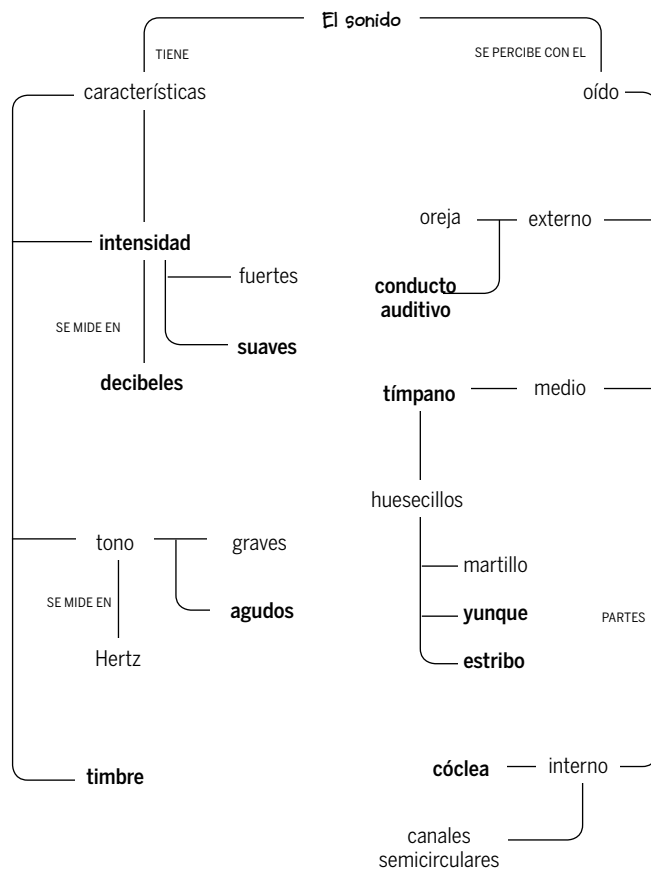 El sonido
TIENE
SE PERCIBE CON EL
características
oído
oreja
externo
intensidad
fuertes
conducto
auditivo
SE MIDE EN
suaves
decibeles
tímpano
medio
huesecillos
tono
graves
martillo
SE MIDE EN
agudos
yunque
PARTES
Hertz
estribo
timbre
cóclea
interno
canales
semicirculares